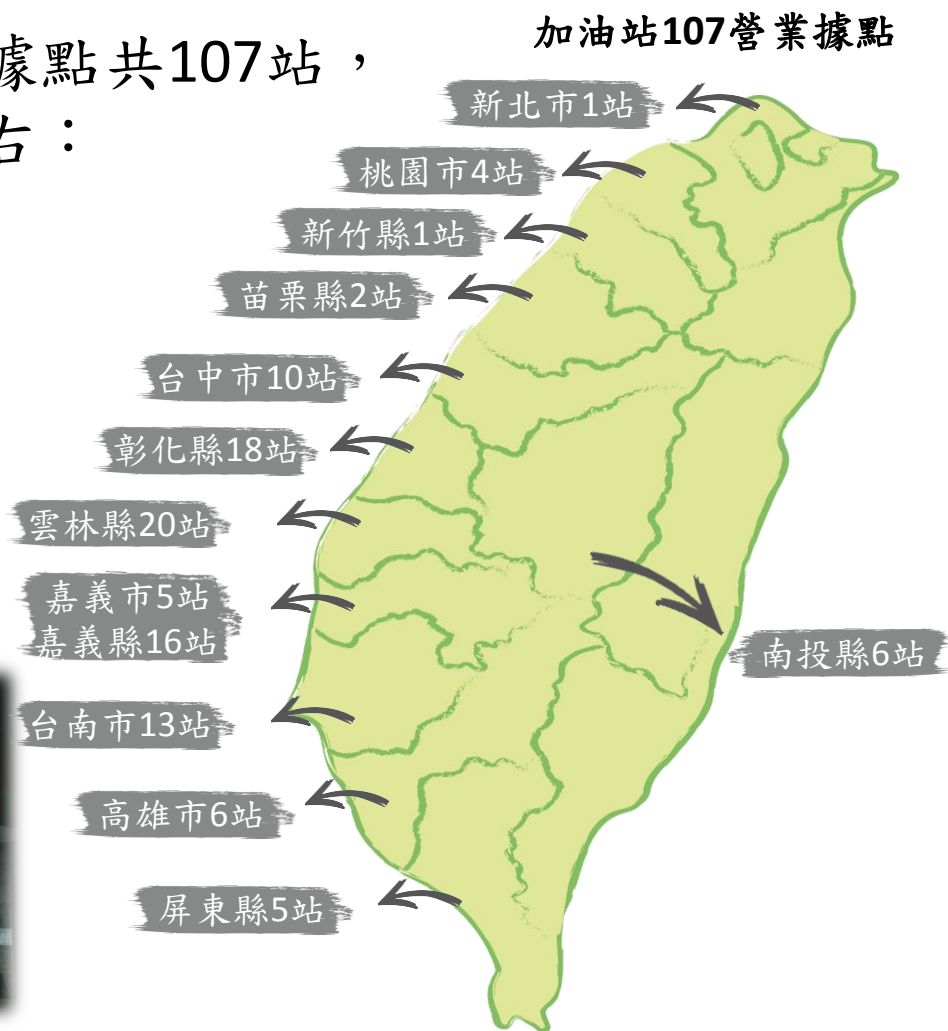 據點共107站，
右：
加油站107營業據點
新北市1站
桃園市4站
新竹縣1站
苗栗縣2站
台中市10站
彰化縣18站
雲林縣20站
嘉義市5站
嘉義縣16站
南投縣6站
台南市13站
高雄市6站
屏東縣5站